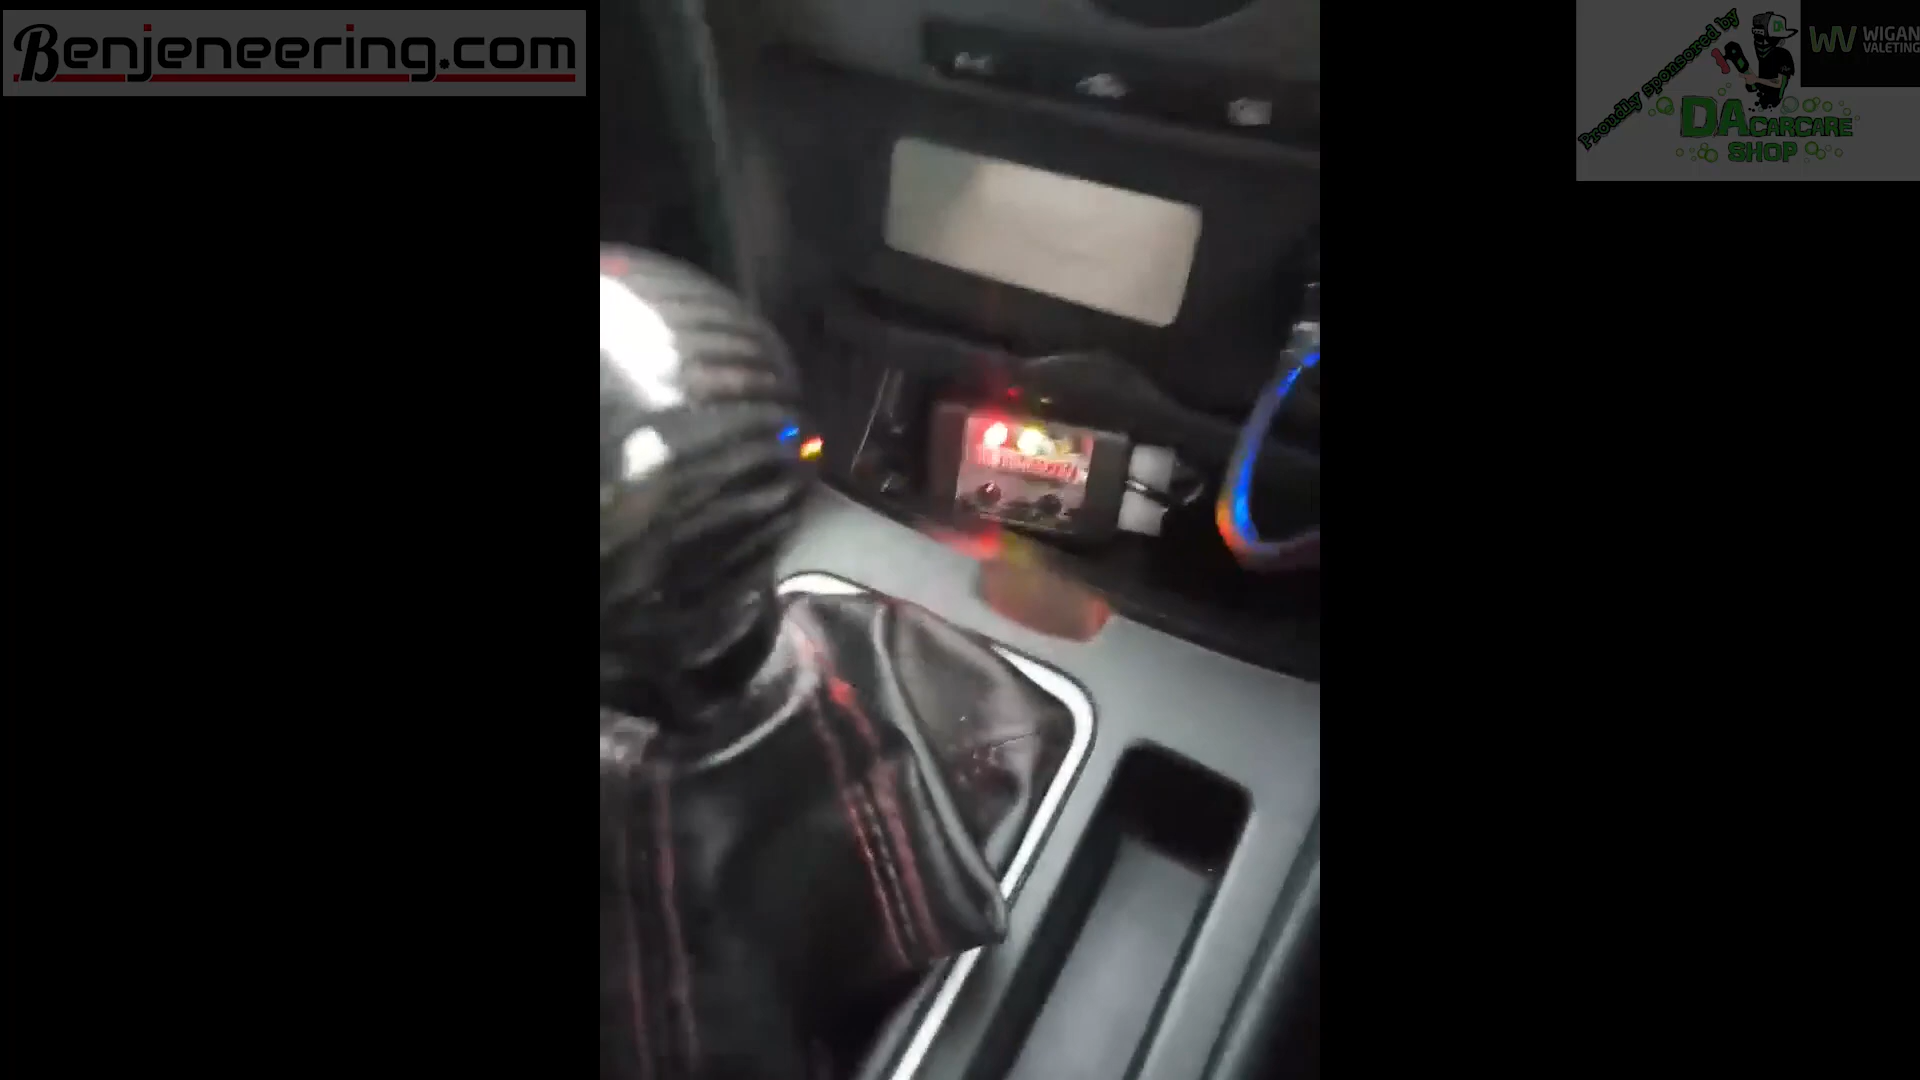 Benjeneering.com
Proudly sponsored by
WV WIGAN
VALETING
DA CARCARE
SHOP